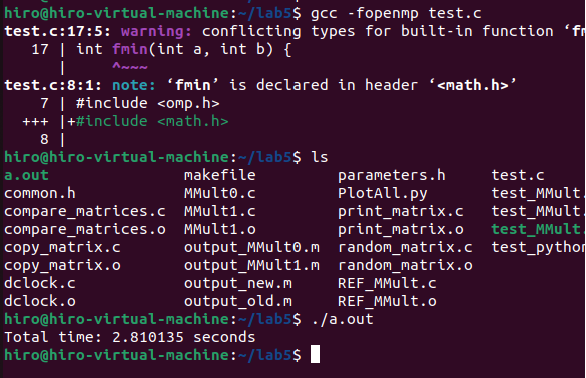 hiro@hiro-virtual-machine:~/lab5$ gcc -fopenmp test.c
test.c:17:5: warning: conflicting types for built-in function ‘fm
   17 | int fmin(int a, int b) {
      |     ^~~~
test.c:8:1: note: ‘fmin’ is declared in header ‘<math.h>’
    7 | #include <omp.h>
  +++ |+#include <math.h>
    8 |
hiro@hiro-virtual-machine:~/lab5$ ls
a.out               makefile          parameters.h     test.c
common.h            MMult0.c          PlotAll.py       test_MMult.
compare_matrices.c  MMult1.c          print_matrix.c   test_MMult.
compare_matrices.o  MMult1.o          print_matrix.o   test_MMult.
copy_matrix.c       output_MMult0.m   random_matrix.c  test_python
copy_matrix.o       output_MMult1.m   random_matrix.o
dclock.c            output_new.m      REF_MMult.c
dclock.o            output_old.m      REF_MMult.o
hiro@hiro-virtual-machine:~/lab5$ ./a.out
Total time: 2.810135 seconds
hiro@hiro-virtual-machine:~/lab5$